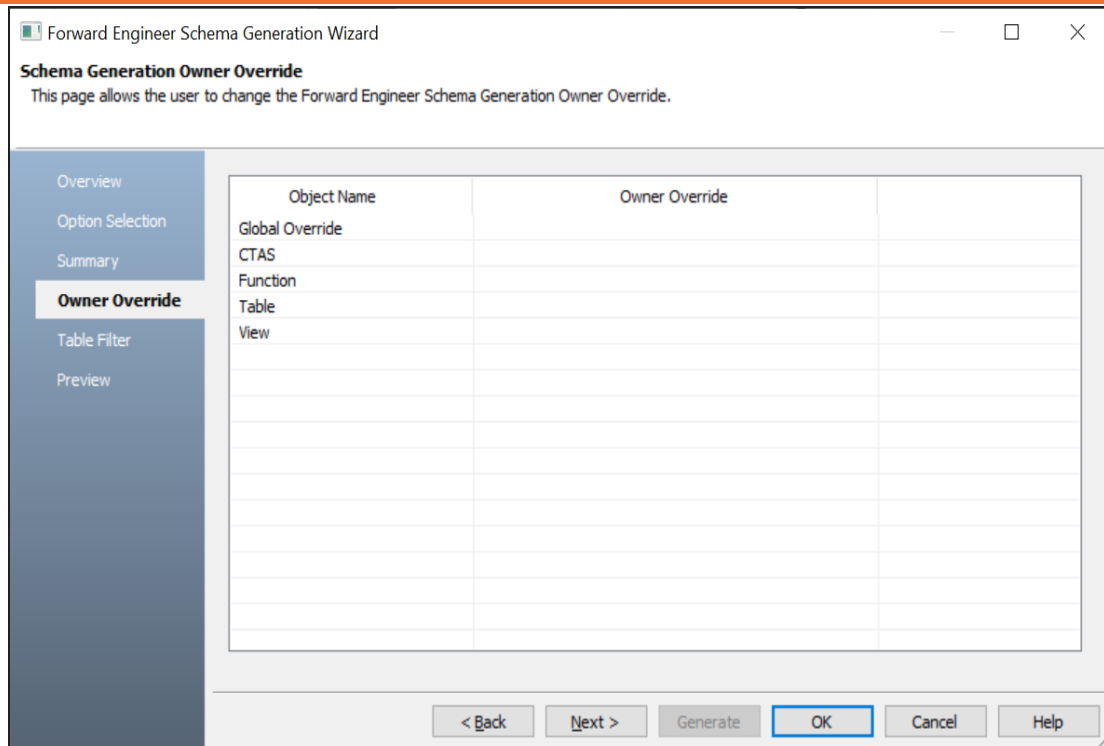 Forward Engineer Schema Generation Wizard
Schema Generation Owner Override
This page allows the user to change the Forward Engineer Schema Generation Owner Override.
Overview
Option Selection
Summary
Owner Override
Table Filter
Preview
Object Name Owner Override
Global Override
CTAS
Function
Table
View
< Back Next > Generate OK Cancel Help